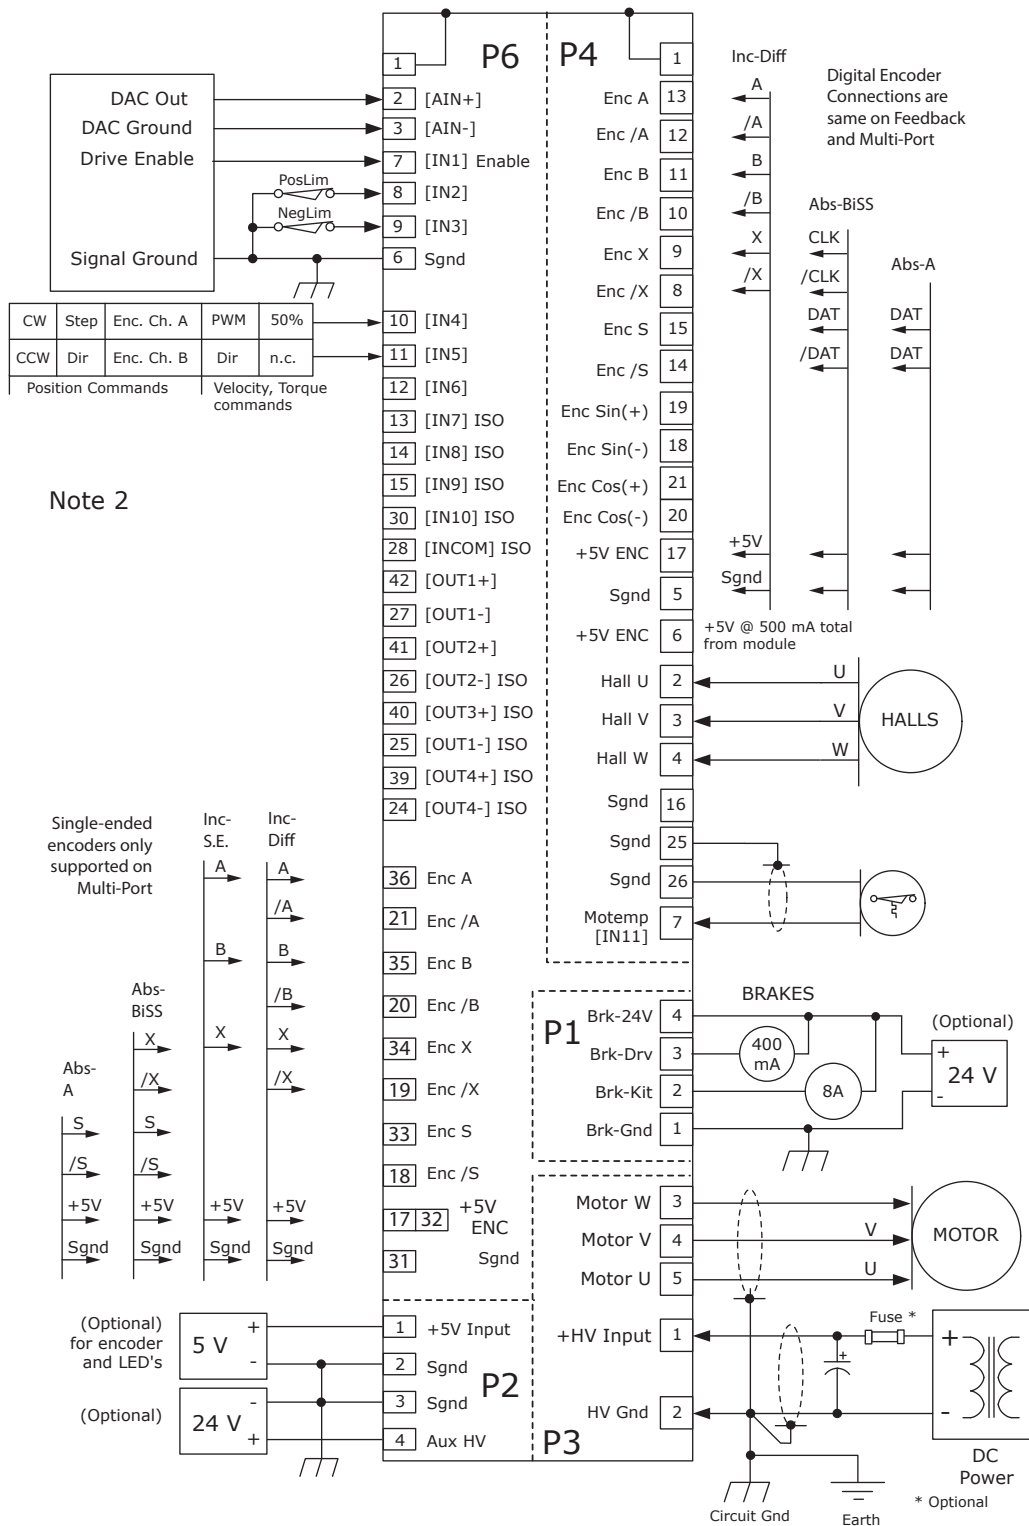 P6
P4
1
2 [AIN+]
3 [AIN-]
7 [IN1] Enable
8 [IN2]
9 [IN3]
6 Sgnd
10 [IN4]
11 [IN5]
12 [IN6]
13 [IN7] ISO
14 [IN8] ISO
15 [IN9] ISO
30 [IN10] ISO
28 [INCOM] ISO
42 [OUT1+]
27 [OUT1-]
41 [OUT2+]
26 [OUT2-] ISO
40 [OUT3+] ISO
25 [OUT1-] ISO
39 [OUT4+] ISO
24 [OUT4-] ISO
36 Enc A
21 Enc /A
35 Enc B
20 Enc /B
34 Enc X
19 Enc /X
33 Enc S
18 Enc /S
17 32 +5V
ENC
31 Sgnd
DAC Out
DAC Ground
Drive Enable
PosLim
NegLim
Signal Ground
CW Step Enc. Ch. A PWM 50%
CCW Dir Enc. Ch. B Dir n.c.
Position Commands
Velocity, Torque
commands
Note 2
Single-ended
encoders only
supported on
Multi-Port
Inc-
S.E.
A
B
X
+5V
Sgnd
Inc-
Diff
A
/A
B
/B
X
/X
+5V
Sgnd
Abs-
BiSS
X
/X
S
/S
+5V
Sgnd
Abs-
A
S
/S
+5V
Sgnd
1
Enc A 13
Enc /A 12
Enc B 11
Enc /B 10
Enc X 9
Enc /X 8
Enc S 15
Enc /S 14
Enc Sin(+) 19
Enc Sin(-) 18
Enc Cos(+) 21
Enc Cos(-) 20
+5V ENC 17
Sgnd 5
+5V ENC 6
Hall U 2
Hall V 3
Hall W 4
Sgnd 16
Sgnd 25
Sgnd 26
Motemp
[IN11] 7
Inc-Diff
A
/A
B
/B
X
/X
+5V
Sgnd
Digital Encoder
Connections are
same on Feedback
and Multi-Port
Abs-BiSS
CLK
/CLK
DAT
/DAT
Abs-A
DAT
DAT
+5V @ 500 mA total
from module
U
V
W
HALLS
P1
Brk-24V 4
Brk-Drv 3
Brk-Kit 2
Brk-Gnd 1
BRAKES
400
mA
8A
(Optional)
+
24 V
-
Motor W 3
Motor V 4
Motor U 5
V
U
MOTOR
+HV Input 1
HV Gnd 2
P3
Fuse *
+
+
-
DC
Power
* Optional
Circuit Gnd
Earth
P2
(Optional)
for encoder
and LED's
5 V
+
-
1 +5V Input
2 Sgnd
3 Sgnd
4 Aux HV
(Optional)
24 V
-
+